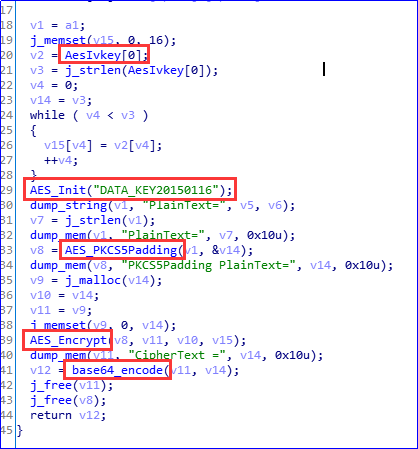 17
18 v1 = a1;
19 j_memset(v15, 0, 16);
20 v2 = AesIvkey[0];
21 v3 = j_strlen(AesIvkey[0]);
22 v4 = 0;
23 v14 = v3;
24 while ( v4 < v3 )
25 {
26 v15[v4] = v2[v4];
27 ++v4;
28 }
29 AES_Init("DATA_KEY20150116");
30 dump_string(v1, "PlainText=", v5, v6);
31 v7 = j_strlen(v1);
32 dump_mem(v1, "PlainText=", v7, 0x10u);
33 v8 = AES_PKCS5Padding(v1, &v14);
34 dump_mem(v8, "PKCS5Padding PlainText=", v14, 0x10u);
35 v9 = j_malloc(v14);
36 v10 = v14;
37 v11 = v9;
38 j_memset(v9, 0, v14);
39 AES_Encrypt(v8, v11, v10, v15);
40 dump_mem(v11, "CipherText =", v14, 0x10u);
41 v12 = base64_encode(v11, v14);
42 j_free(v11);
43 j_free(v8);
44 return v12;
45 }